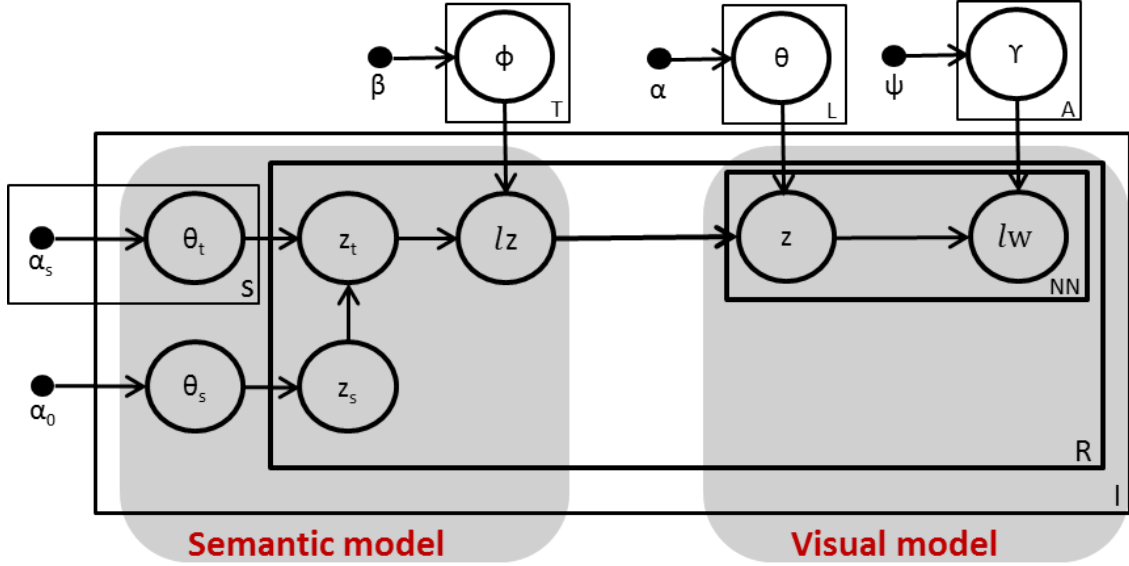 ϕ
θ
ϒ
β
α
ψ
T
L
A
θt
zt
lz
z
lw
αs
S
NN
θs
zs
α0
R
I
Semantic model
Visual model